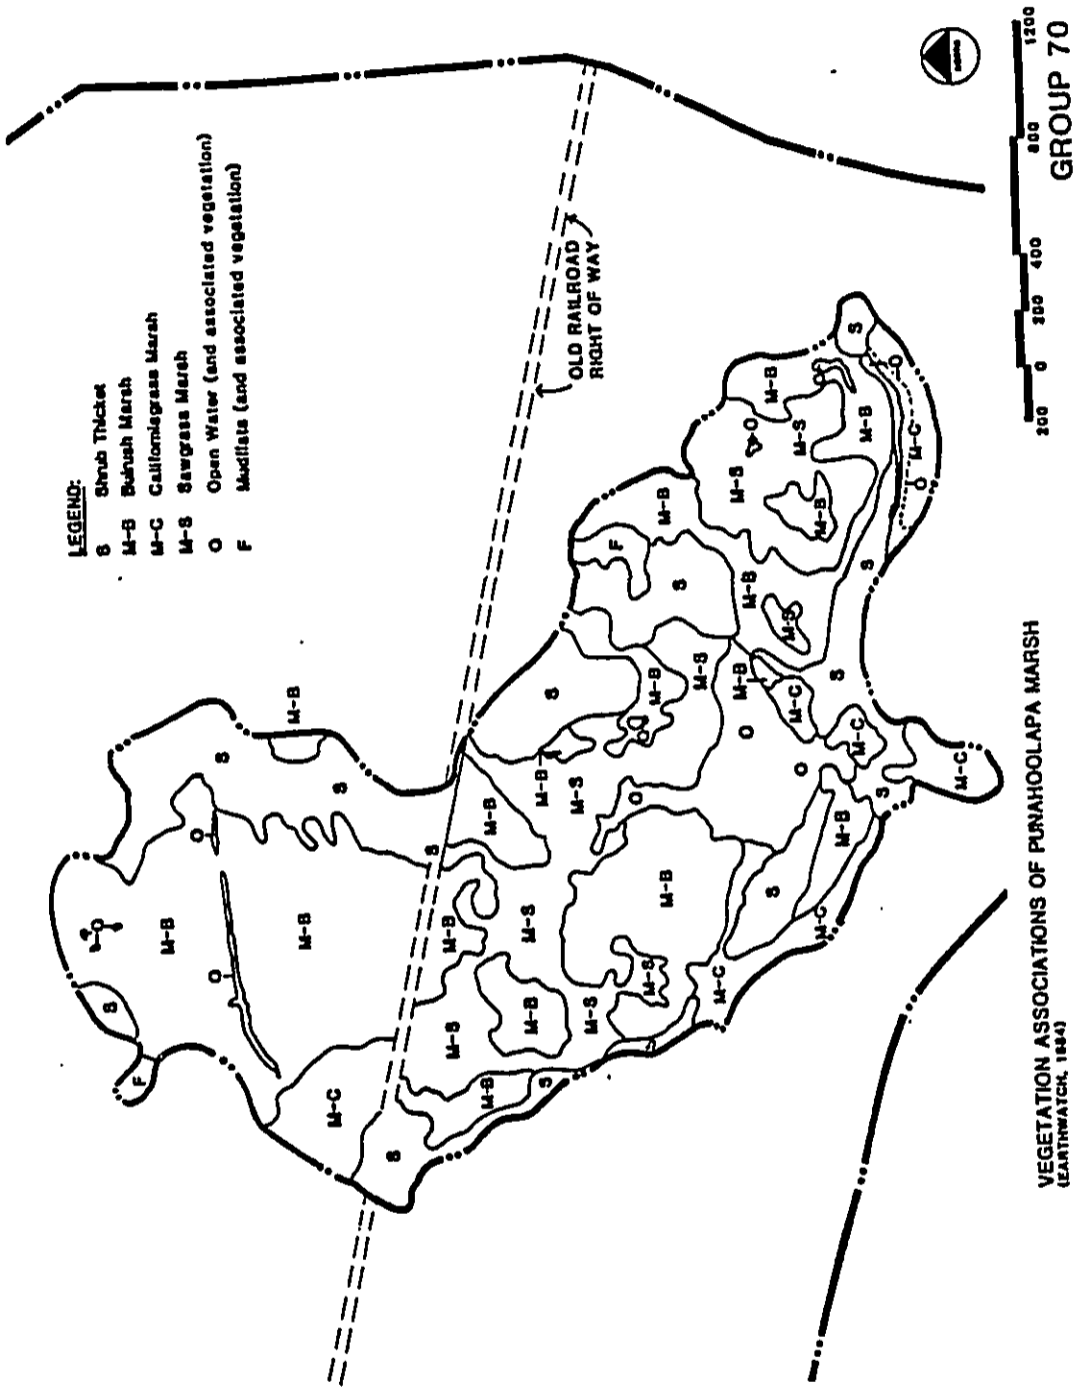 LEGEND:
S Shrub Thicket
M-B Bulrush Marsh
M-C Californiagrass Marsh
M-S Sawgrass Marsh
O Open Water (and associated vegetation)
F Mudflats (and associated vegetation)
OLD RAILROAD
RIGHT OF WAY
F
S
O
M-B
O
O
M-B
S
M-B
S
M-C
S
S
M-B
M-B
M-S
M-B
M-S
M-B
S
M-S
M-B
M-S
M-B
S
M-B
O
M-S
M-S
M-B
M-C
M-C
S
M-B
O
O
M-B
M-C
M-C
S
M-C
S
F
S
M-B
M-B
M-S
M-S
M-B
O
M-S
M-B
M-B
O
M-B
S
S
O
M-C
O
200 0 200 400 800 1200
GROUP 70
VEGETATION ASSOCIATIONS OF PUNAHOOLAPA MARSH
(EARTHWATCH, 1984)